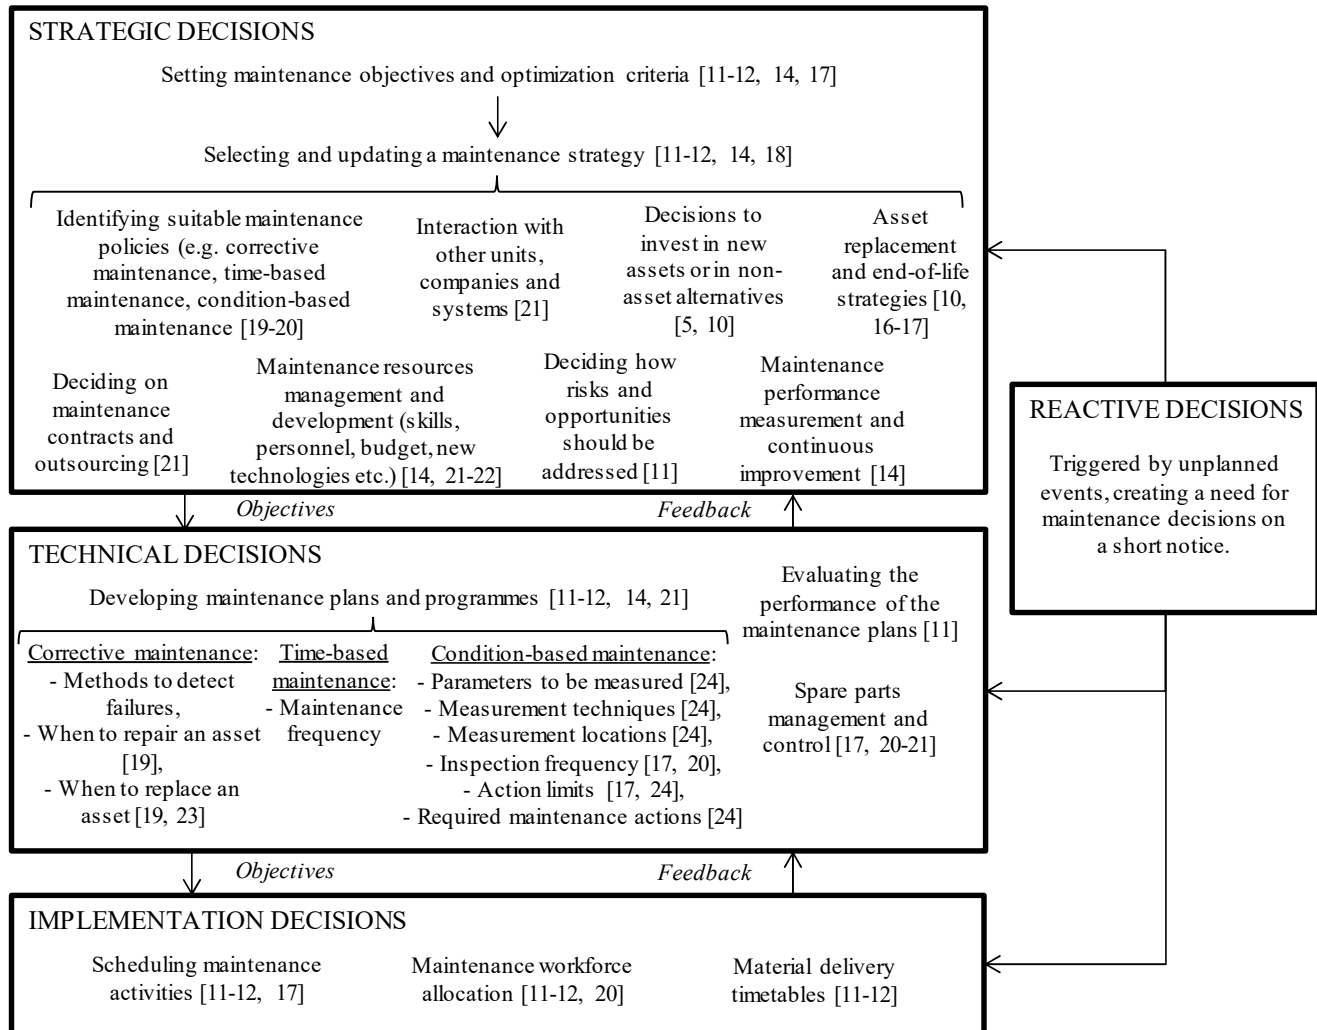 STRATEGIC DECISIONS
Setting maintenance objectives and optimization criteria [11-12, 14, 17]
Selecting and updating a maintenance strategy [11-12, 14, 18]
Identifying suitable maintenance
policies (e.g. corrective
maintenance, time-based
maintenance, condition-based
maintenance [19-20]
Interaction with
other units,
companies and
systems [21]
Decisions to
invest in new
assets or in non-
asset alternatives
[5, 10]
Asset
replacement
and end-of-life
strategies [10,
16-17]
Deciding on
maintenance
contracts and
outsourcing [21]
Maintenance resources
management and
development (skills,
personnel, budget, new
technologies etc.) [14, 21-22]
Deciding how
risks and
opportunities
should be
addressed [11]
Maintenance
performance
measurement and
continuous
improvement [14]
REACTIVE DECISIONS
Triggered by unplanned
events, creating a need for
maintenance decisions on
a short notice.
Objectives
Feedback
TECHNICAL DECISIONS
Developing maintenance plans and programmes [11-12, 14, 21]
Corrective maintenance:
- Methods to detect
failures,
- When to repair an asset
[19],
- When to replace an
asset [19, 23]
Time-based
maintenance:
- Maintenance
frequency
Condition-based maintenance:
- Parameters to be measured [24],
- Measurement techniques [24],
- Measurement locations [24],
- Inspection frequency [17, 20],
- Action limits [17, 24],
- Required maintenance actions [24]
Evaluating the
performance of the
maintenance plans [11]
Spare parts
management and
control [17, 20-21]
Objectives
Feedback
IMPLEMENTATION DECISIONS
Scheduling maintenance
activities [11-12, 17]
Maintenance workforce
allocation [11-12, 20]
Material delivery
timetables [11-12]